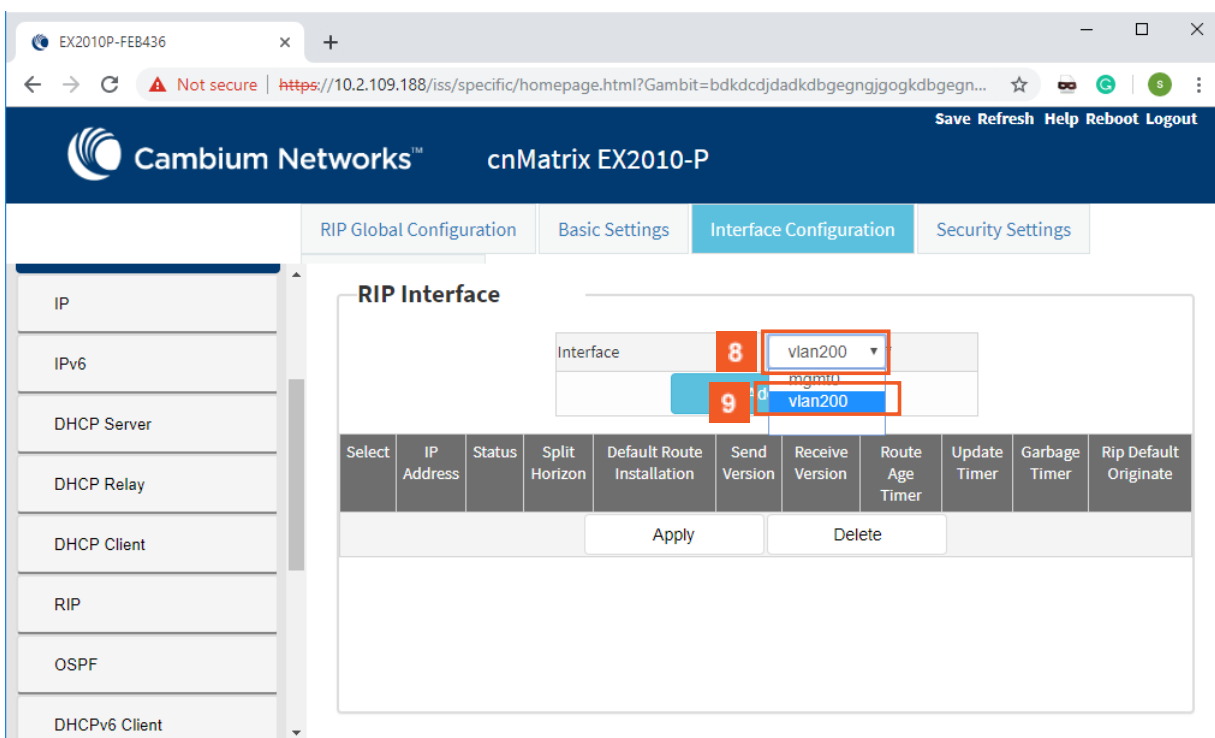 EX2010P-FEB436
Not secure | https://10.2.109.188/iss/specific/homepage.html?Gambit=bdkdcdjdadkdbgegngjgogkdbgegn...
S
Save Refresh Help Reboot Logout
Cambium Networks™ cnMatrix EX2010-P
RIP Global Configuration Basic Settings Interface Configuration Security Settings
IP
IPv6
DHCP Server
DHCP Relay
DHCP Client
RIP
OSPF
DHCPv6 Client
RIP Interface
Interface 8 vlan200
mgmt0
9 vlan200
Select IP Address Status Split Horizon Default Route Installation Send Version Receive Version Route Age Timer Update Timer Garbage Timer Rip Default Originate
Apply Delete